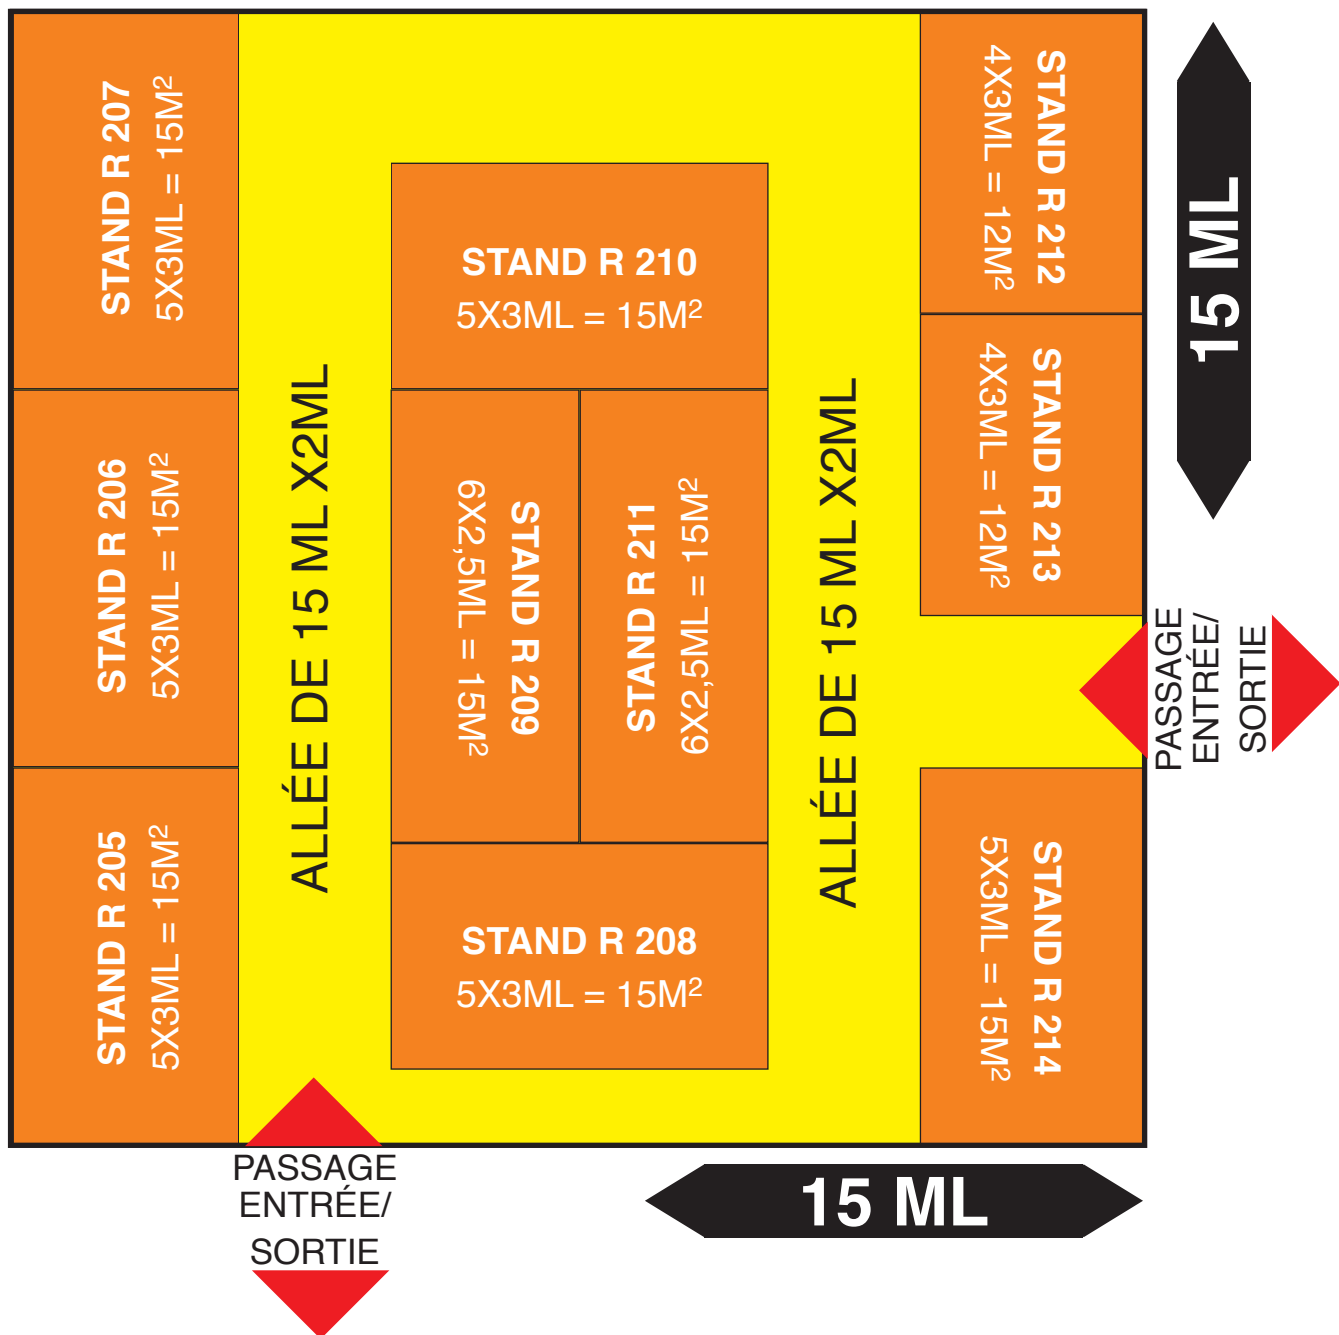 STAND R 207
5X3ML = 15M²
STAND R 206
5X3ML = 15M²
STAND R 205
5X3ML = 15M²
ALLÉE DE 15 ML X2ML
STAND R 210
5X3ML = 15M²
STAND R 209
6X2,5ML = 15M²
STAND R 211
6X2,5ML = 15M²
STAND R 208
5X3ML = 15M²
ALLÉE DE 15 ML X2ML
STAND R 212
4X3ML = 12M²
STAND R 213
4X3ML = 12M²
STAND R 214
5X3ML = 15M²
15 ML
PASSAGE
ENTRÉE/
SORTIE
PASSAGE
ENTRÉE/
SORTIE
15 ML